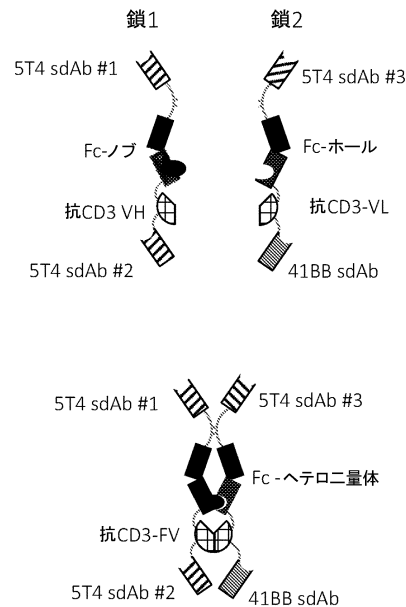 鎖1 鎖2
5T4 sdAb #1 5T4 sdAb #3
Fc-ノブ Fc-ホール
抗CD3 VH 抗CD3-VL
5T4 sdAb #2 41BB sdAb
5T4 sdAb #1 5T4 sdAb #3
Fc -ヘテロ二量体
抗CD3-FV
5T4 sdAb #2 41BB sdAb